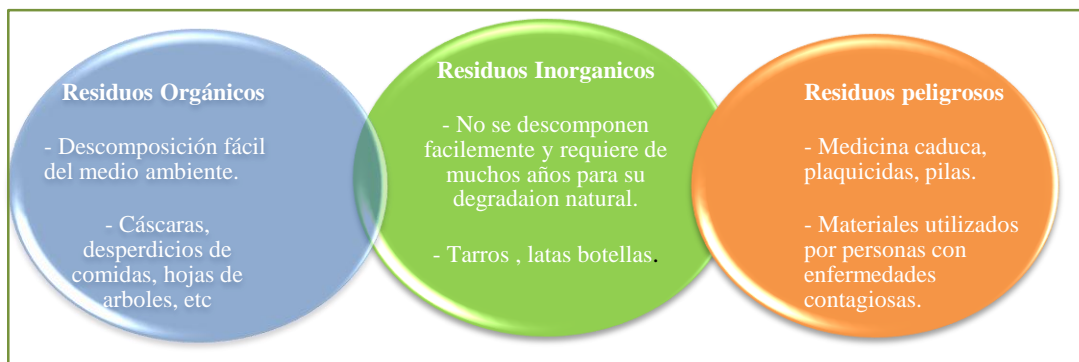 Residuos Orgánicos
- Descomposición fácil
del medio ambiente.
- Cáscaras,
desperdicios de
comidas, hojas de
arboles, etc
Residuos Inorganicos
- No se descomponen
facilemente y requiere de
muchos años para su
degradaion natural.
- Tarros , latas botellas.
Residuos peligrosos
- Medicina caduca,
plaquicidas, pilas.
- Materiales utilizados
por personas con
enfermedades
contagiosas.